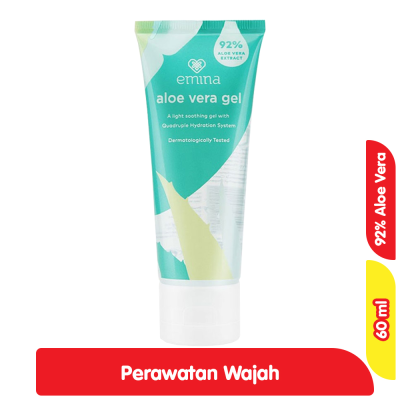 92%
ALOE VERA
EXTRACT
emina
aloe vera gel
A light soothing gel with
Quadruple Hydration System
Dermatologically Tested
92% Aloe Vera
60 ml
Perawatan Wajah